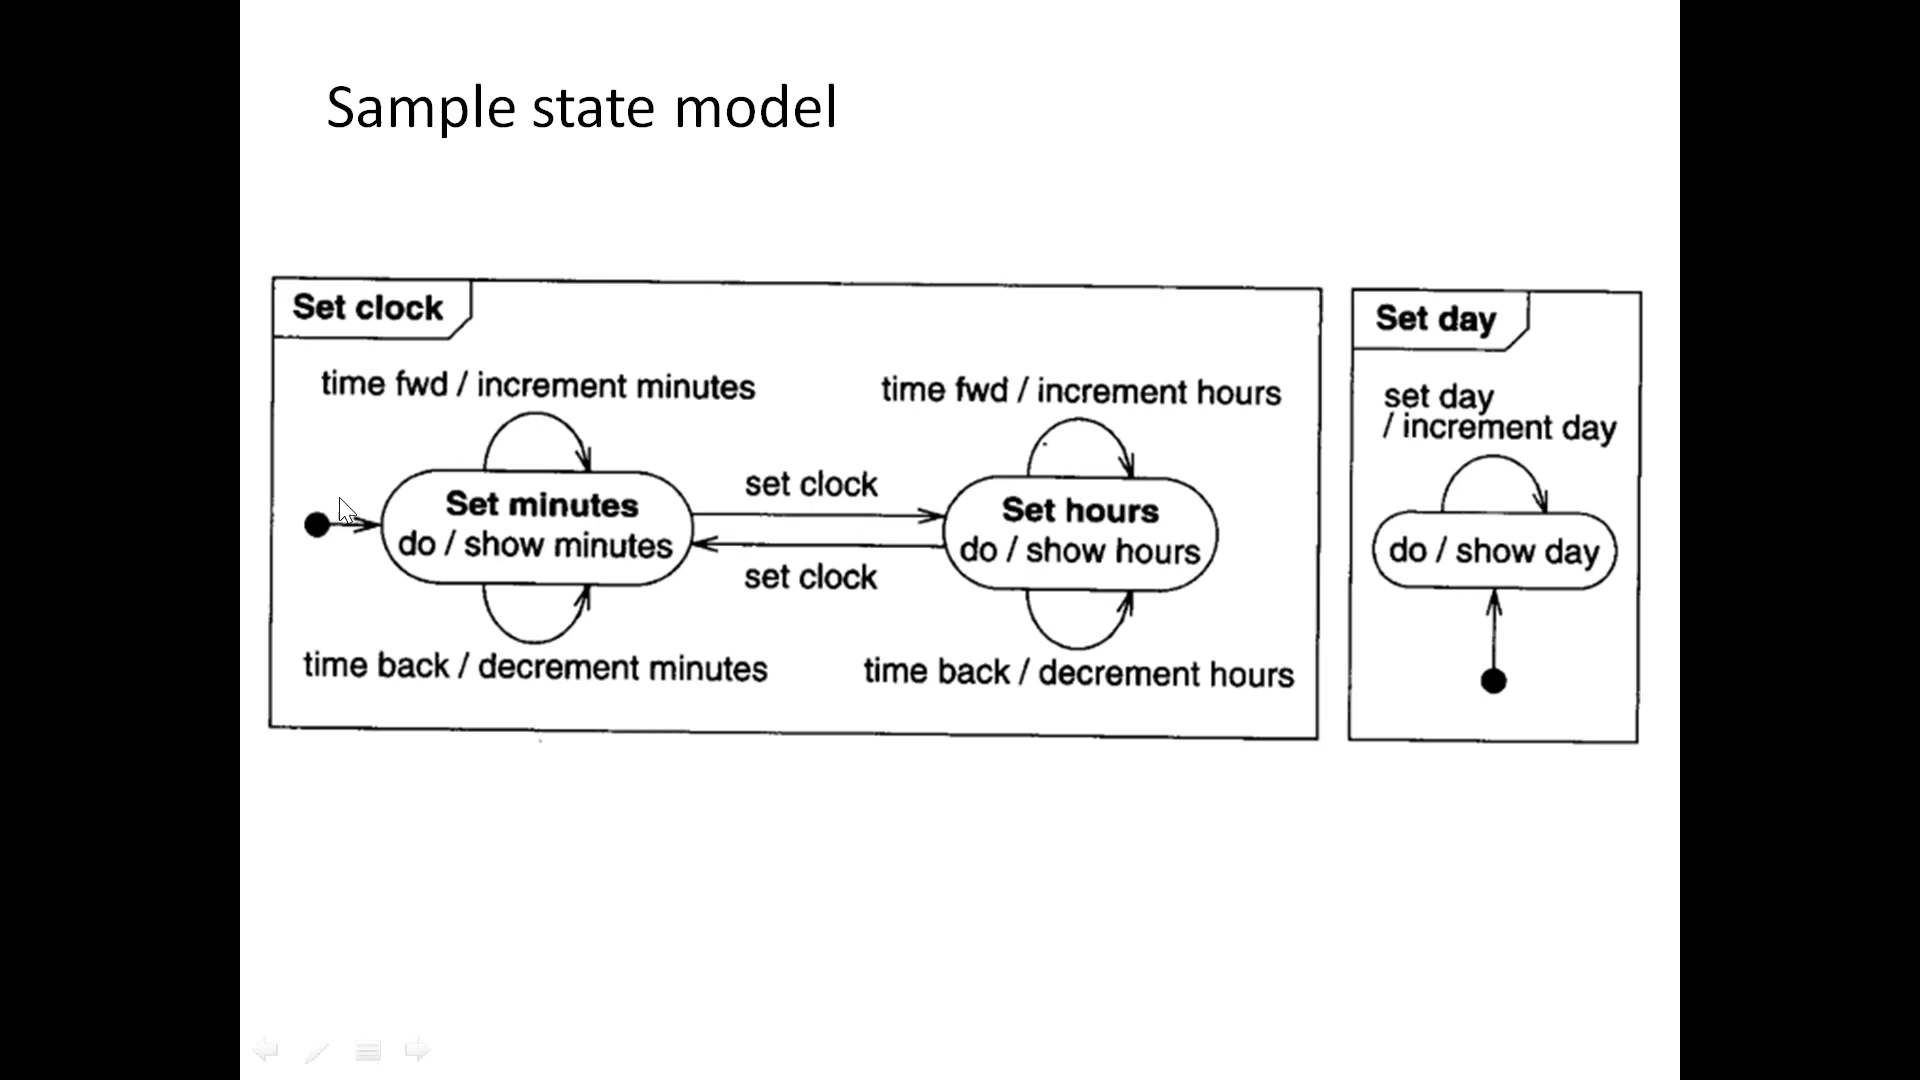 Sample state model
Set clock
time fwd / increment minutes
time fwd / increment hours
Set minutes
do / show minutes
set clock
set clock
Set hours
do / show hours
time back / decrement minutes
time back / decrement hours
Set day
set day
/ increment day
do / show day